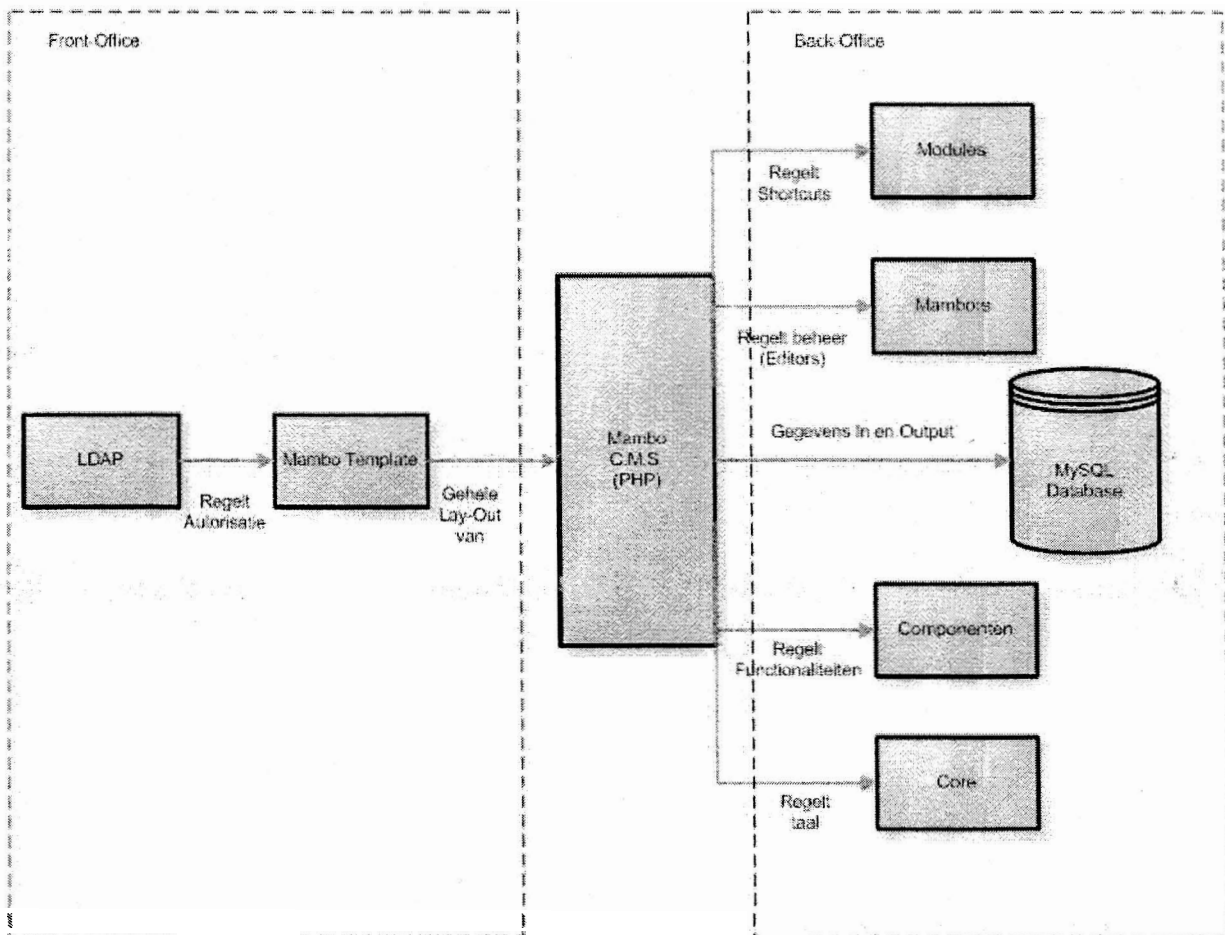 Front-Office
Back-Office
Modules
Regelt
Shortcuts
Mambots
Regelt beheer
(Editors)
Gegevens In en Output
MySQL
Database
LDAP
Regelt
Autorisatie
Mambo Template
Gehele
Lay-Out
van
Mambo
C.M.S.
(PHP)
Componenten
Regelt
Functionaliteiten
Core
Regelt
taal